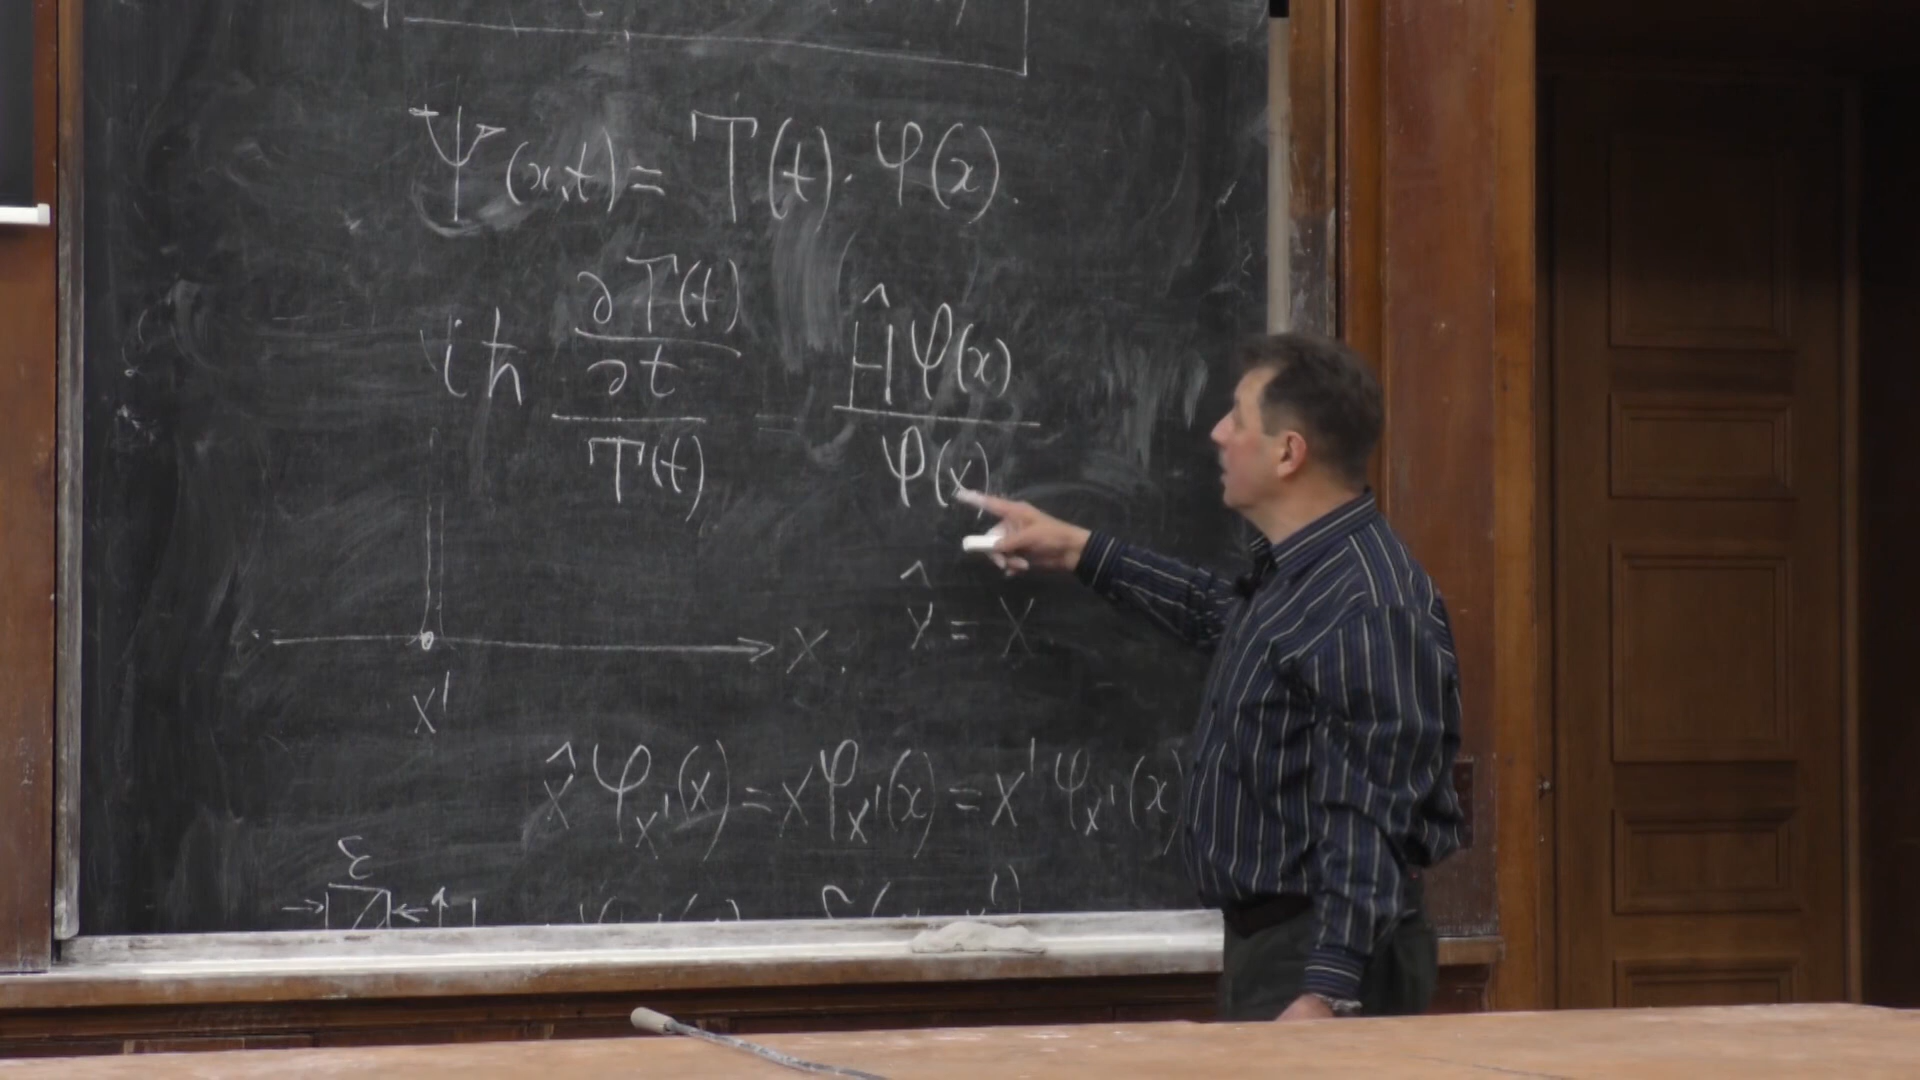 Ψ(x,t) = T(t)·φ(x).
iħ ∂T(t)/∂t / T(t) = Ĥφ(x) / φ(x)
x̂ = x
x.
x'
x̂ φ_x'(x) = x φ_x'(x) = x' φ_x'(x)
ε